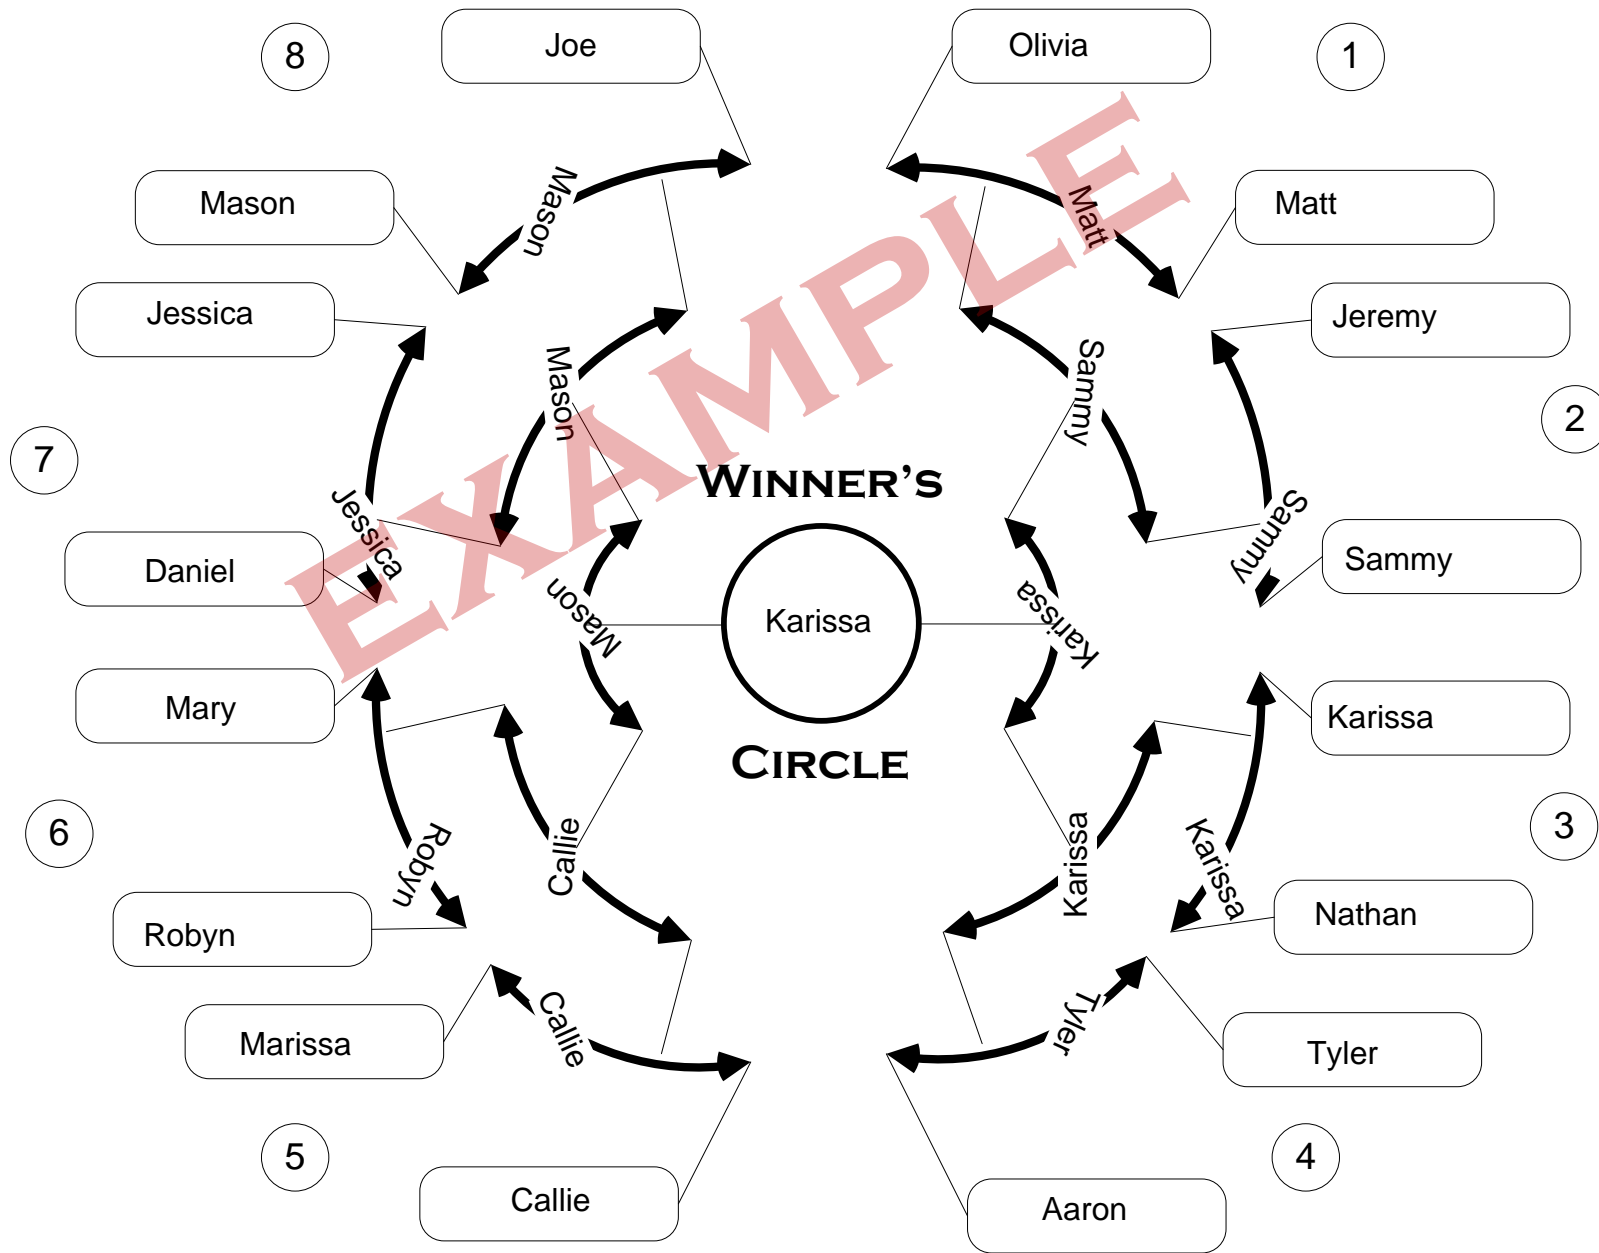 8
Joe
Olivia
1
Mason
Mason
Matt
Matt
Jessica
Jeremy
Mason
Sammy
2
7
WINNER'S
Jessica
Sammy
Daniel
Sammy
Mason
Karissa
Karissa
Mary
Karissa
CIRCLE
6
Robyn
Callie
Karissa
Karissa
3
Robyn
Nathan
Marissa
Callie
Tyler
Tyler
5
4
Callie
Aaron
EXAMPLE